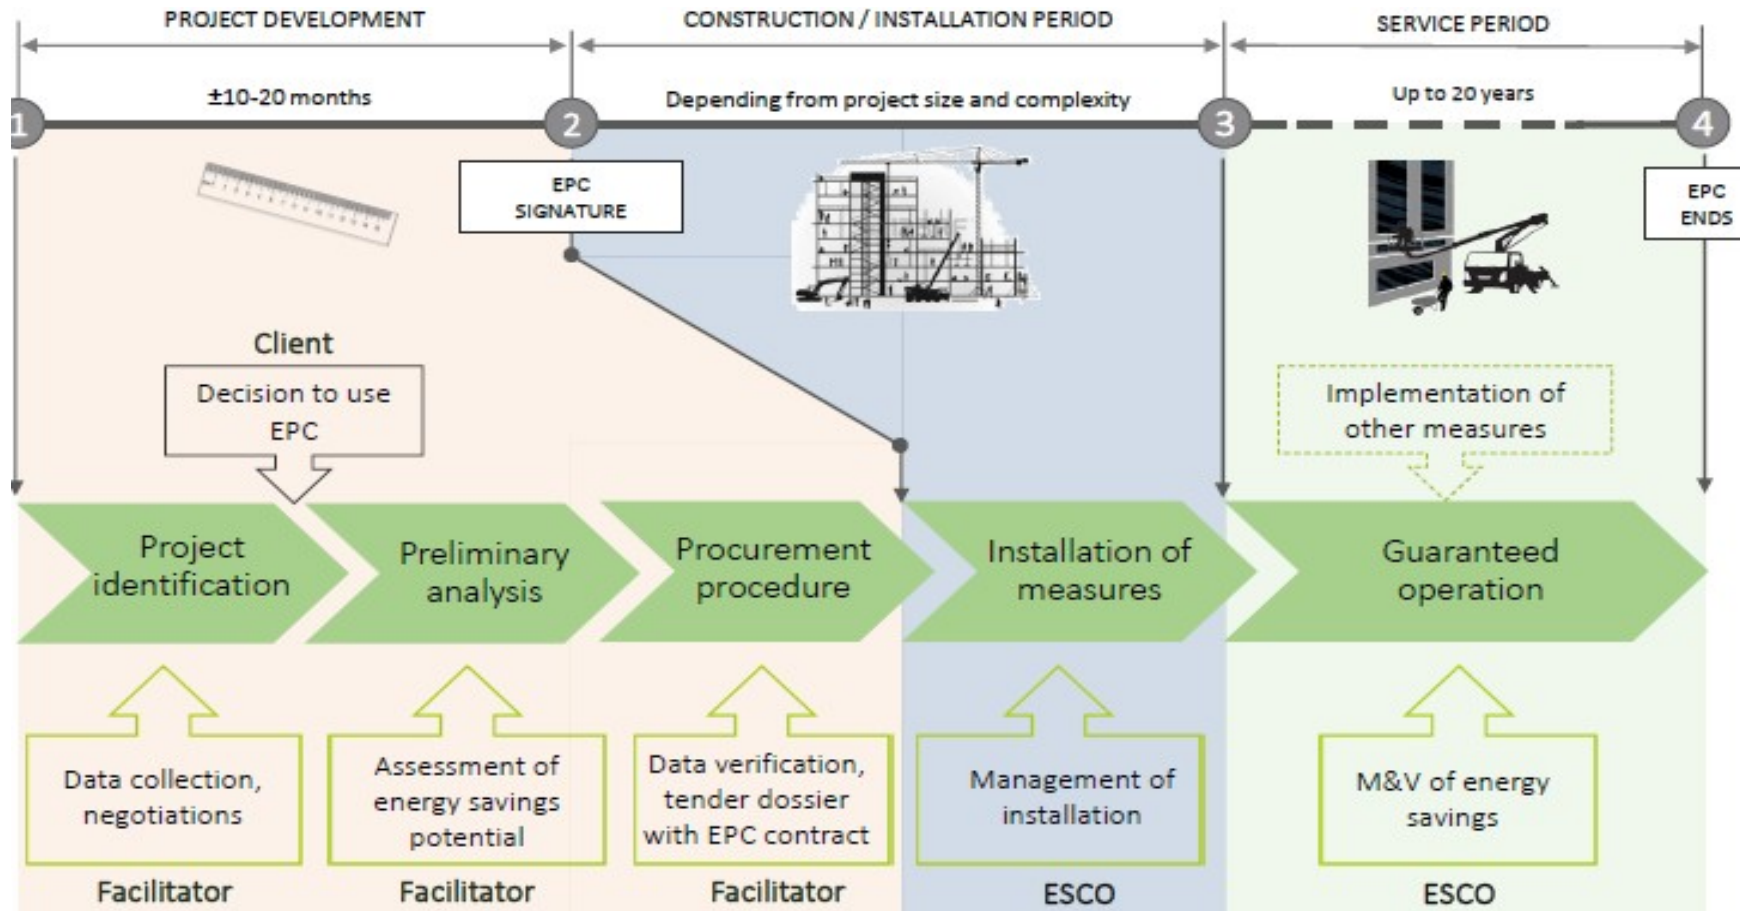 PROJECT DEVELOPMENT
CONSTRUCTION / INSTALLATION PERIOD
SERVICE PERIOD
±10-20 months
Depending from project size and complexity
Up to 20 years
1
2
3
4
EPC
SIGNATURE
EPC
ENDS
Client
Decision to use
EPC
Implementation of
other measures
Project
identification
Preliminary
analysis
Procurement
procedure
Installation of
measures
Guaranteed
operation
Data collection,
negotiations
Assessment of
energy savings
potential
Data verification,
tender dossier
with EPC contract
Management of
installation
M&V of energy
savings
Facilitator
Facilitator
Facilitator
ESCO
ESCO